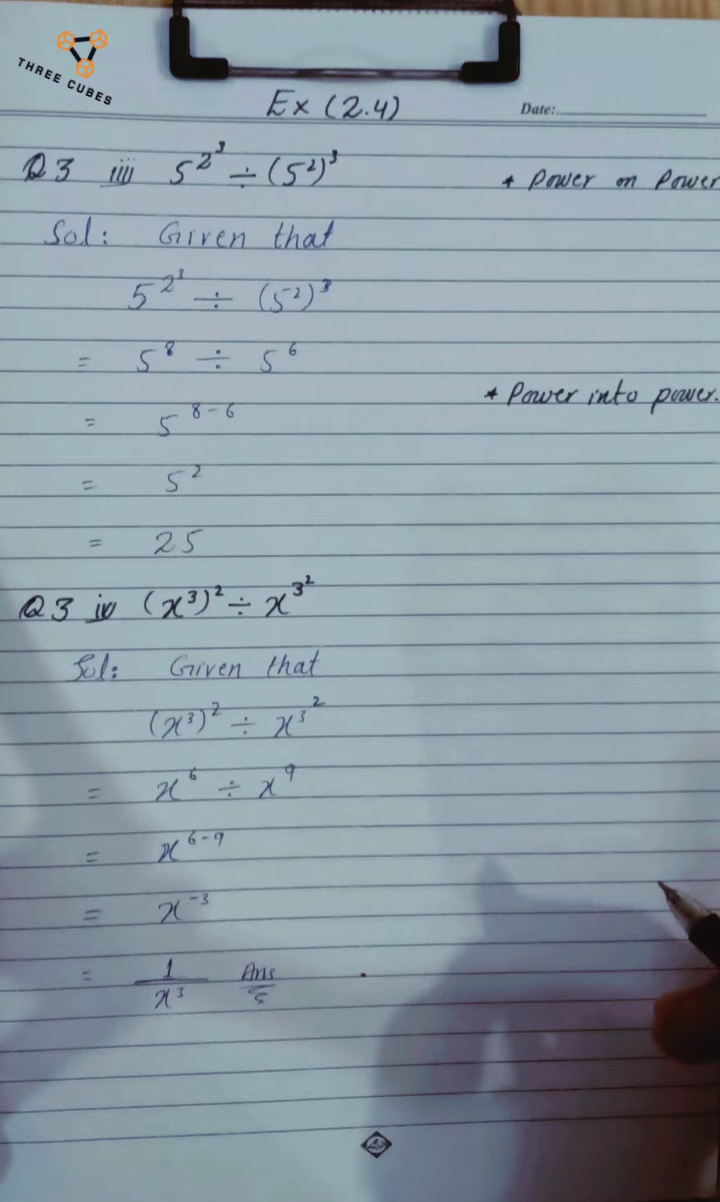 THREE CUBES
Ex (2.4)
Date:
Q3 iii 5^2^3 ÷ (5^2)^3
* Power on Power
Sol: Given that
5^2^3 ÷ (5^2)^3
= 5^8 ÷ 5^6
* Power into power.
= 5^8-6
= 5^2
= 25
Q3 iv (x^3)^2 ÷ x^3^2
Sol: Given that
(x^3)^2 ÷ x^3^2
= x^6 ÷ x^9
= x^6-9
= x^-3
= 1/x^3 Ans